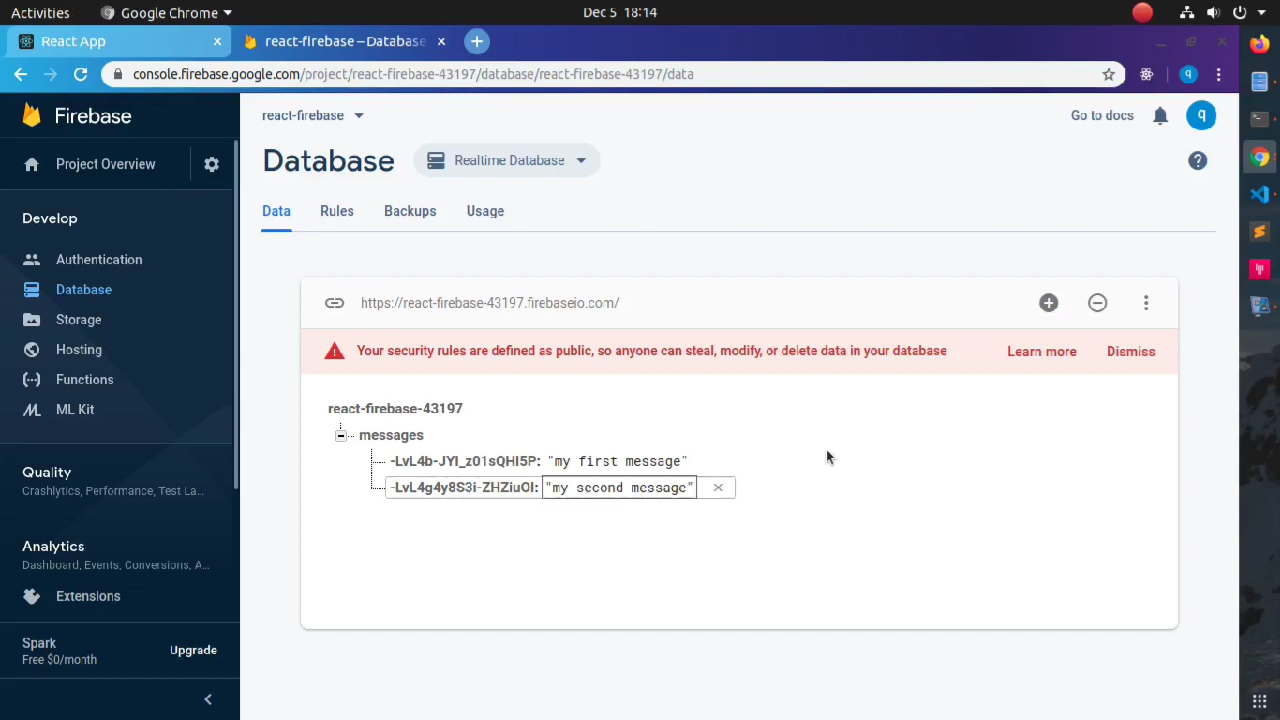 Activities
Google Chrome
Dec 5 18:14
React App
react-firebase – Database
console.firebase.google.com/project/react-firebase-43197/database/react-firebase-43197/data
q
Firebase
react-firebase
Go to docs
q
Project Overview
Database
Realtime Database
Data
Rules
Backups
Usage
Develop
Authentication
Database
Storage
Hosting
Functions
ML Kit
Quality
Crashlytics, Performance, Test La...
Analytics
Dashboard, Events, Conversions, A...
Extensions
Spark
Free $0/month
Upgrade
https://react-firebase-43197.firebaseio.com/
Your security rules are defined as public, so anyone can steal, modify, or delete data in your database
Learn more
Dismiss
react-firebase-43197
messages
"my first message"
"my second message"